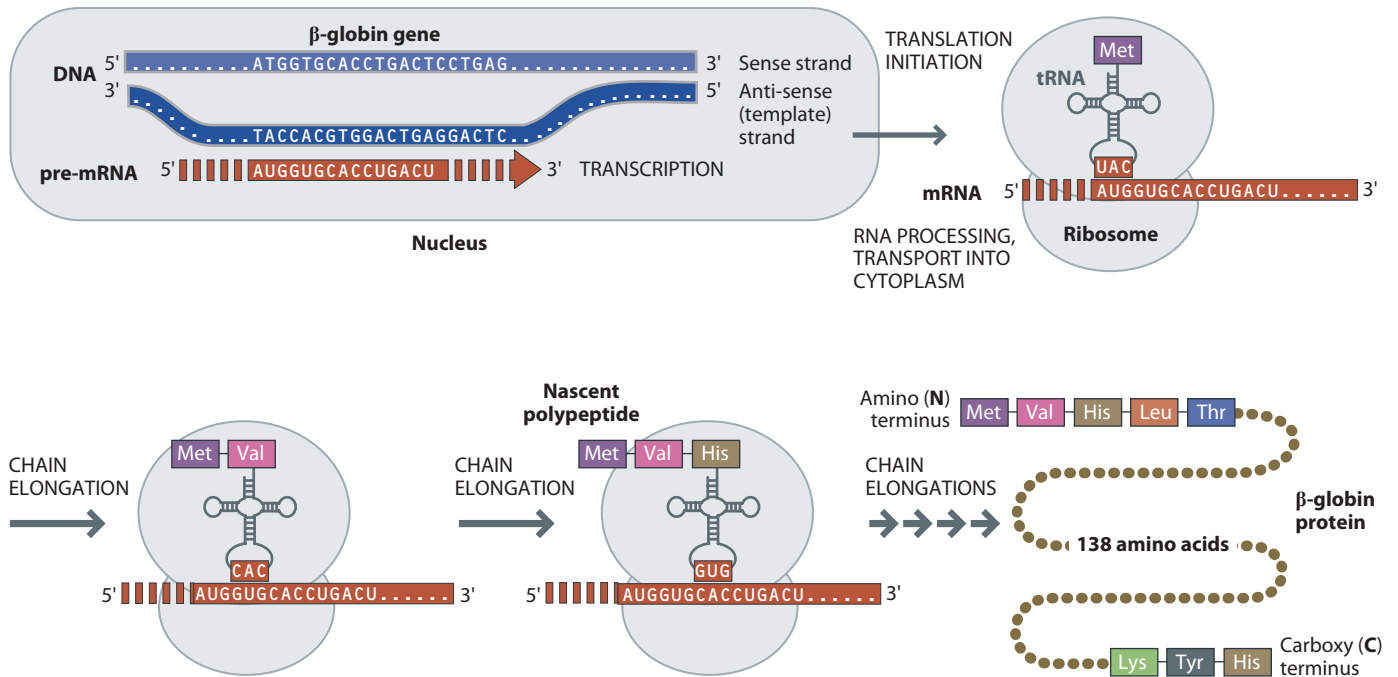 β-globin gene
DNA
5'
. . . . . . . . . . ATGGTGCACCTGACTCCTGAG. . . . . . . . . . . . . . .
3'
Sense strand
3'
TACCACGTGGACTGAGGACTC
5'
Anti-sense
(template)
strand
pre-mRNA
5'
AUGGUGCACCUGACU
3'
TRANSCRIPTION
Nucleus
TRANSLATION
INITIATION
Met
tRNA
UAC
mRNA
5'
AUGGUGCACCUGACU......
3'
RNA PROCESSING,
TRANSPORT INTO
CYTOPLASM
Ribosome
CHAIN
ELONGATION
Met
Val
CAC
5'
AUGGUGCACCUGACU......
3'
CHAIN
ELONGATION
Nascent
polypeptide
Met
Val
His
GUG
5'
AUGGUGCACCUGACU......
3'
CHAIN
ELONGATIONS
Amino (N)
terminus
Met
Val
His
Leu
Thr
β-globin
protein
138 amino acids
Lys
Tyr
His
Carboxy (C)
terminus